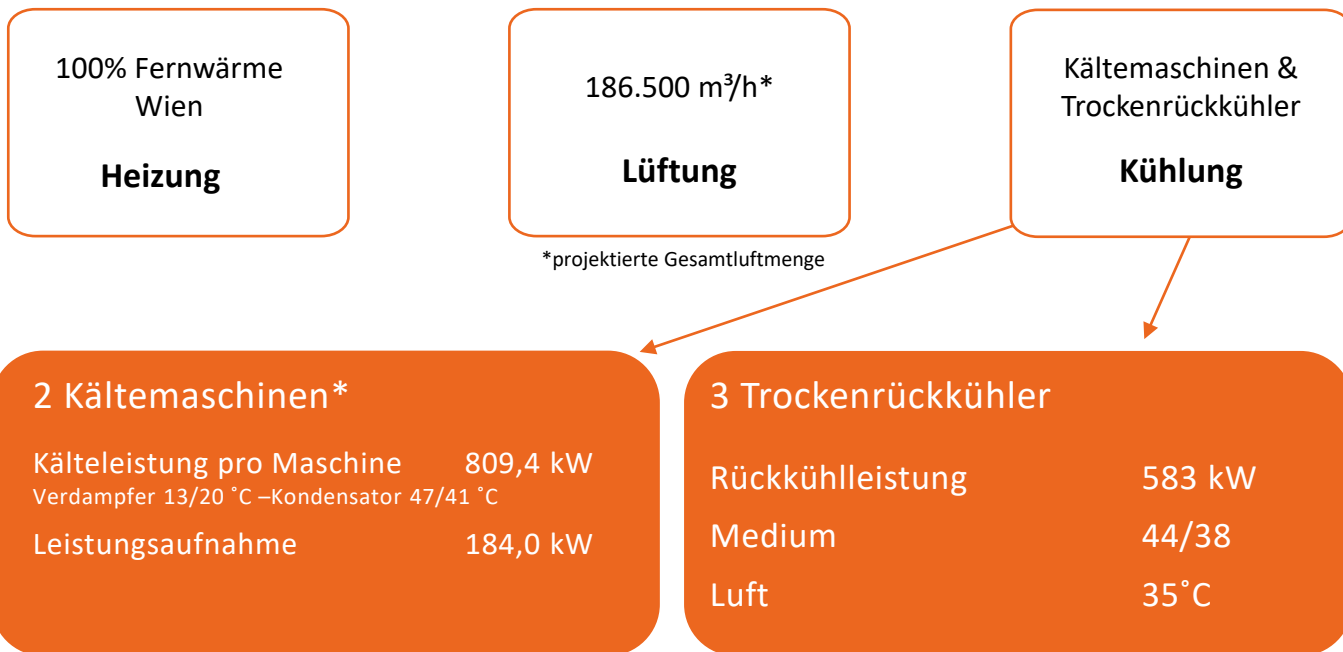 100% Fernwärme
Wien
Heizung
186.500 m³/h*
Lüftung
Kältemaschinen &
Trockenrückkühler
Kühlung
*projektierte Gesamtluftmenge
2 Kältemaschinen*
Kälteleistung pro Maschine 809,4 kW
Verdampfer 13/20 ˚C –Kondensator 47/41 ˚C
Leistungsaufnahme 184,0 kW
3 Trockenrückkühler
Rückkühlleistung 583 kW
Medium 44/38
Luft 35˚C